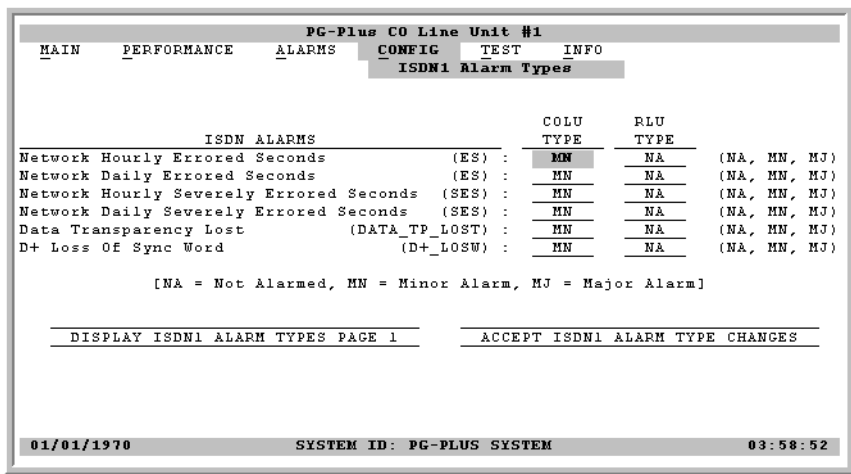 PG-Plus CO Line Unit #1
MAIN PERFORMANCE ALARMS CONFIG TEST INFO
ISDN1 Alarm Types
COLU RLU
ISDN ALARMS TYPE TYPE
Network Hourly Errored Seconds (ES) : MN NA (NA, MN, MJ)
Network Daily Errored Seconds (ES) : MN NA (NA, MN, MJ)
Network Hourly Severely Errored Seconds (SES) : MN NA (NA, MN, MJ)
Network Daily Severely Errored Seconds (SES) : MN NA (NA, MN, MJ)
Data Transparency Lost (DATA_TP_LOST) : MN NA (NA, MN, MJ)
D+ Loss Of Sync Word (D+_LOSW) : MN NA (NA, MN, MJ)
[NA = Not Alarmed, MN = Minor Alarm, MJ = Major Alarm]
DISPLAY ISDN1 ALARM TYPES PAGE 1 ACCEPT ISDN1 ALARM TYPE CHANGES
01/01/1970 SYSTEM ID: PG-PLUS SYSTEM 03:58:52